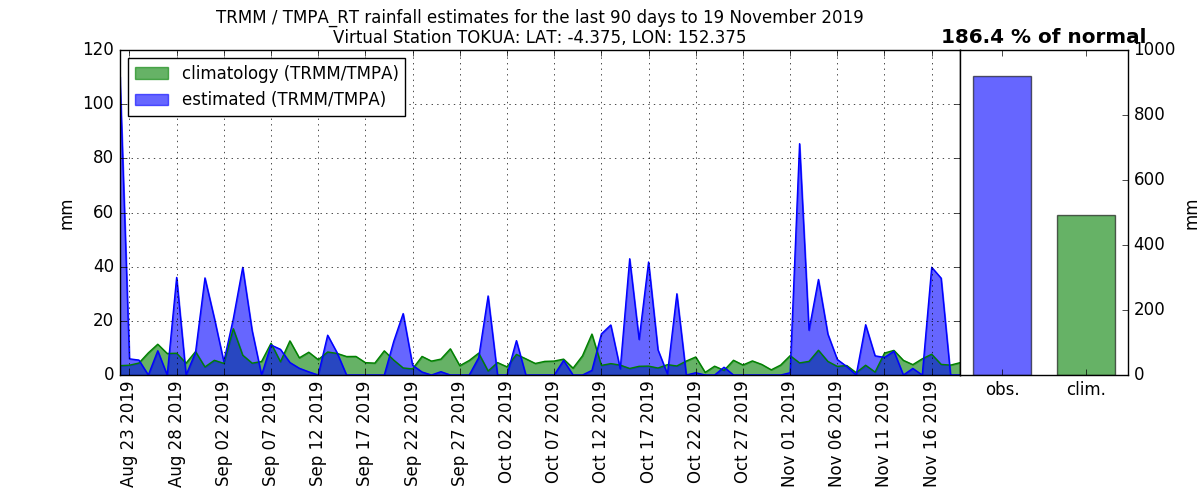 TRMM / TMPA_RT rainfall estimates for the last 90 days to 19 November 2019
Virtual Station TOKUA: LAT: -4.375, LON: 152.375
186.4 % of normal
climatology (TRMM/TMPA)
estimated (TRMM/TMPA)
120
100
80
60
40
20
0
mm
Aug 23 2019
Aug 28 2019
Sep 02 2019
Sep 07 2019
Sep 12 2019
Sep 17 2019
Sep 22 2019
Sep 27 2019
Oct 02 2019
Oct 07 2019
Oct 12 2019
Oct 17 2019
Oct 22 2019
Oct 27 2019
Nov 01 2019
Nov 06 2019
Nov 11 2019
Nov 16 2019
obs.
clim.
1000
800
600
400
200
0
mm